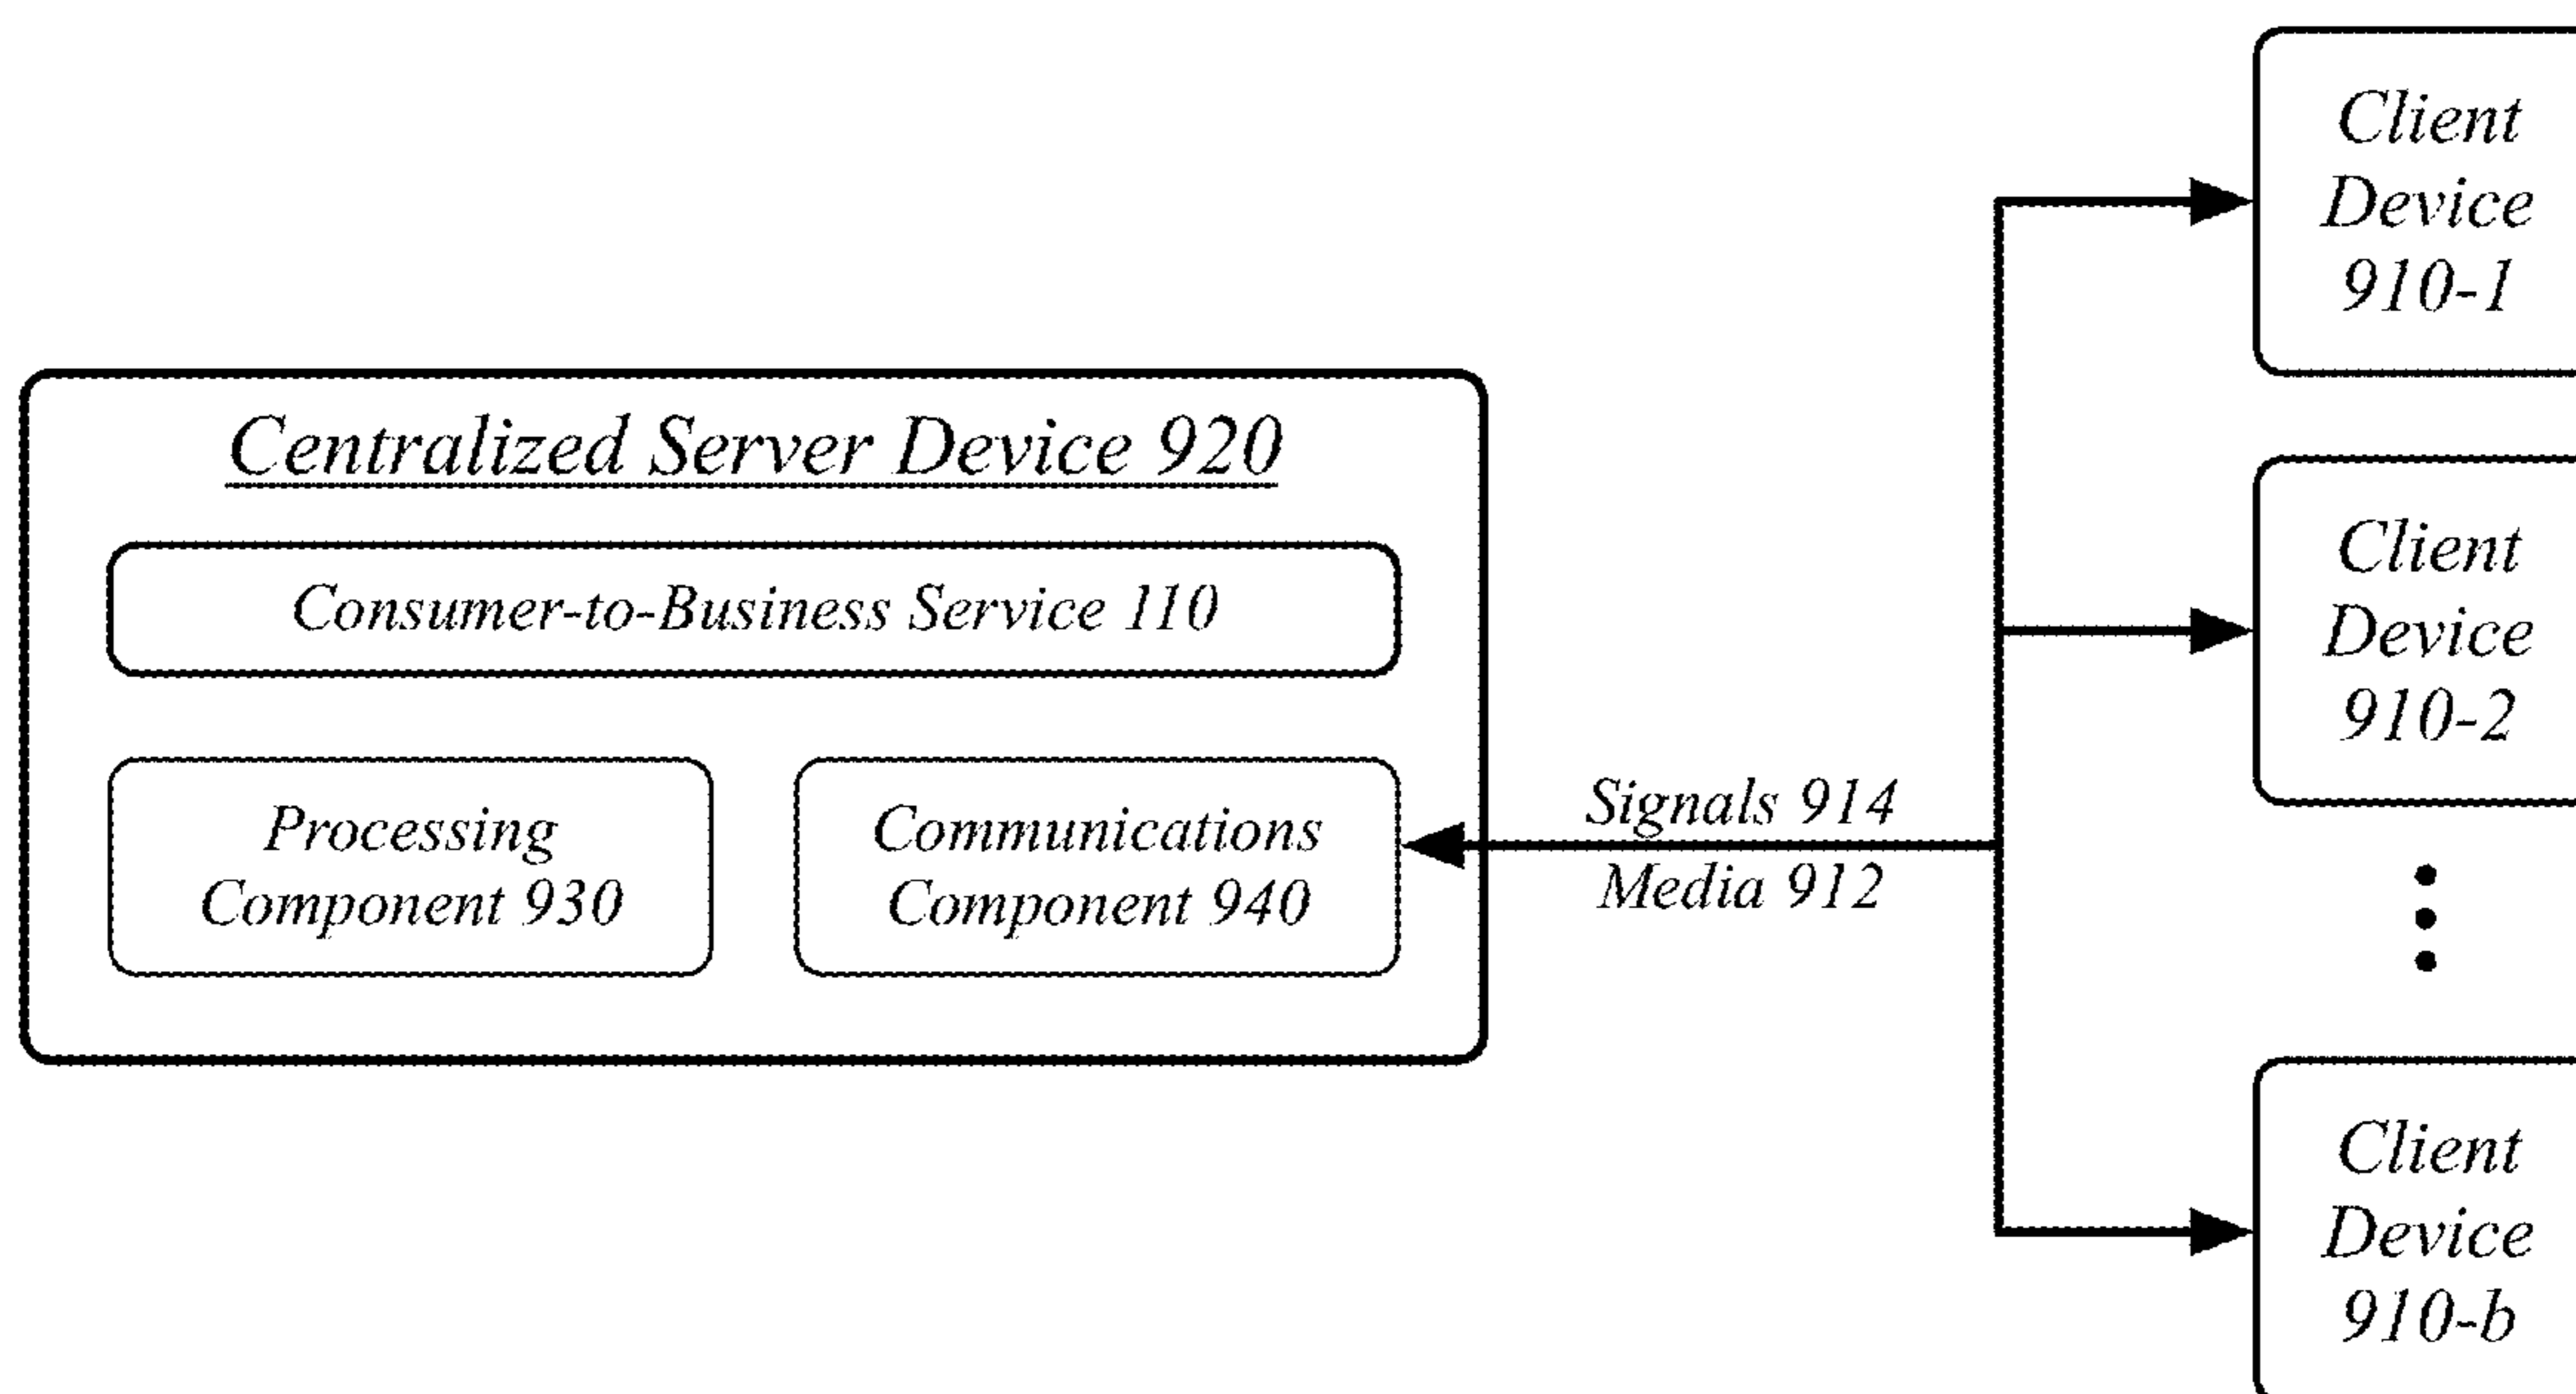 Centralized Server Device 920
Consumer-to-Business Service 110
Processing
Component 930
Communications
Component 940
Signals 914
Media 912
Client
Device
910-1
Client
Device
910-2
Client
Device
910-b